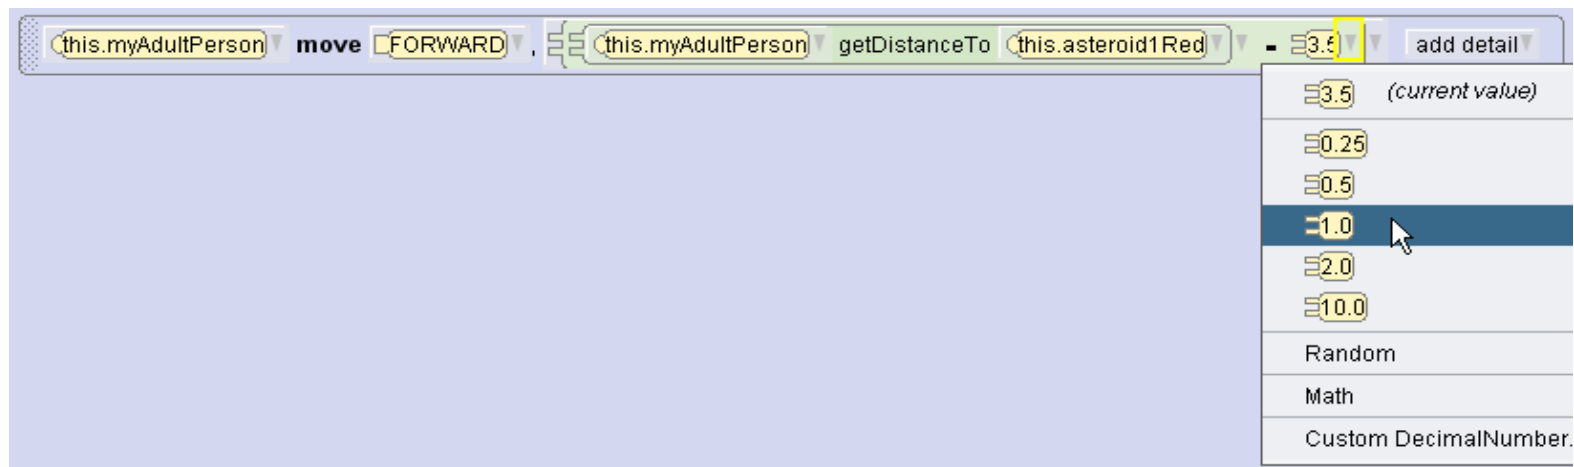 this.myAdultPerson move FORWARD , this.myAdultPerson getDistanceTo this.asteroid1Red - 3.5 add detail
3.5 (current value)
0.25
0.5
1.0
2.0
10.0
Random
Math
Custom DecimalNumber.